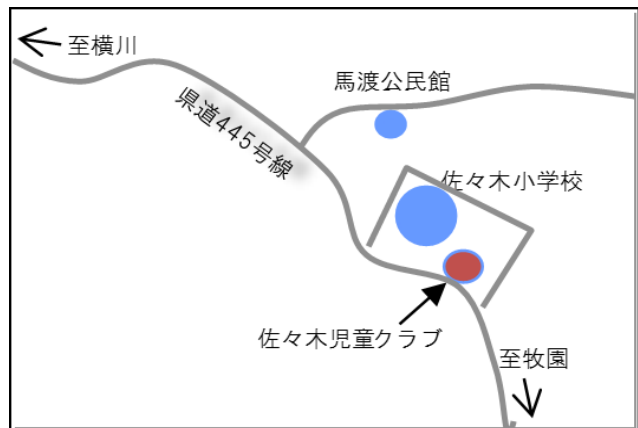 至横川
馬渡公民館
県道445号線
佐々木小学校
佐々木児童クラブ
至牧園